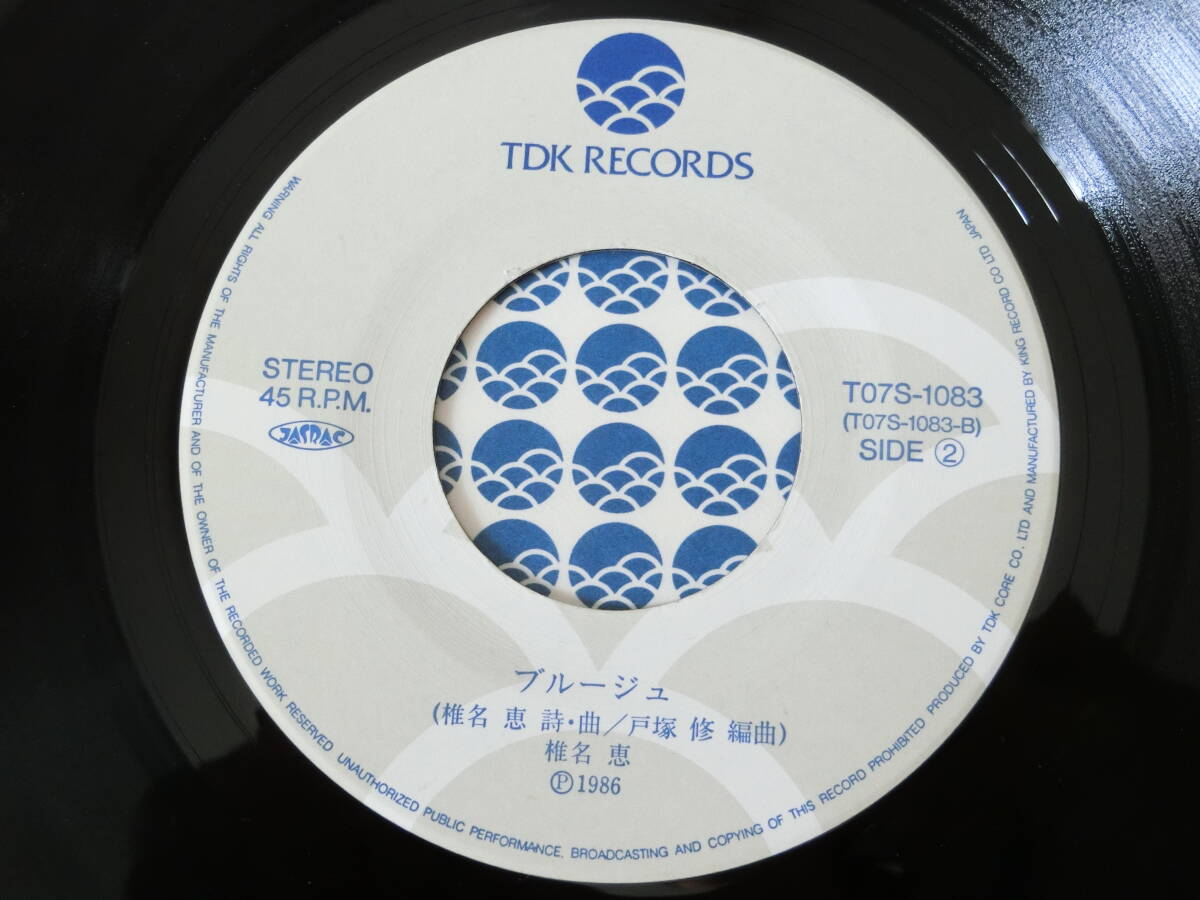 TDK RECORDS
STEREO
45 R.P.M.
JASRAC
T07S-1083
(T07S-1083-B)
SIDE ②
ブルージュ
(椎名 恵 詩・曲/戸塚 修 編曲)
椎名 恵
Ⓟ1986
WARNING ALL RIGHTS OF THE MANUFACTURER AND OF THE OWNER OF THE RECORDED WORK RESERVED UNAUTHORIZED PUBLIC PERFORMANCE, BROADCASTING AND COPYING OF THIS RECORD PROHIBITED PRODUCED BY TDK CORE CO. LTD AND MANUFACTURED BY KING RECORD CO LTD JAPAN